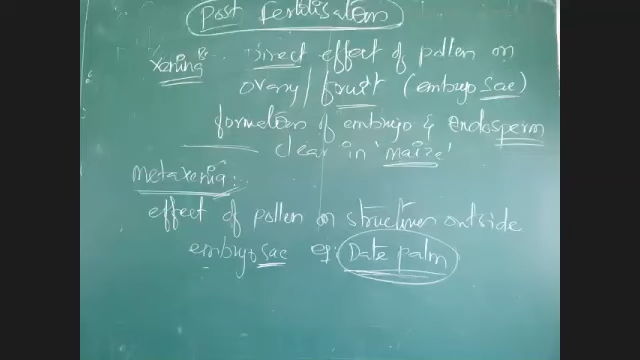 Post Fertilisation
Xenia: direct effect of pollen on
ovary/ fruit (embryo sac)
formation of embryo & endosperm
clear in 'maize'
metaxenia:
effect of pollen on structures outside
embryo sac eg: Date palm